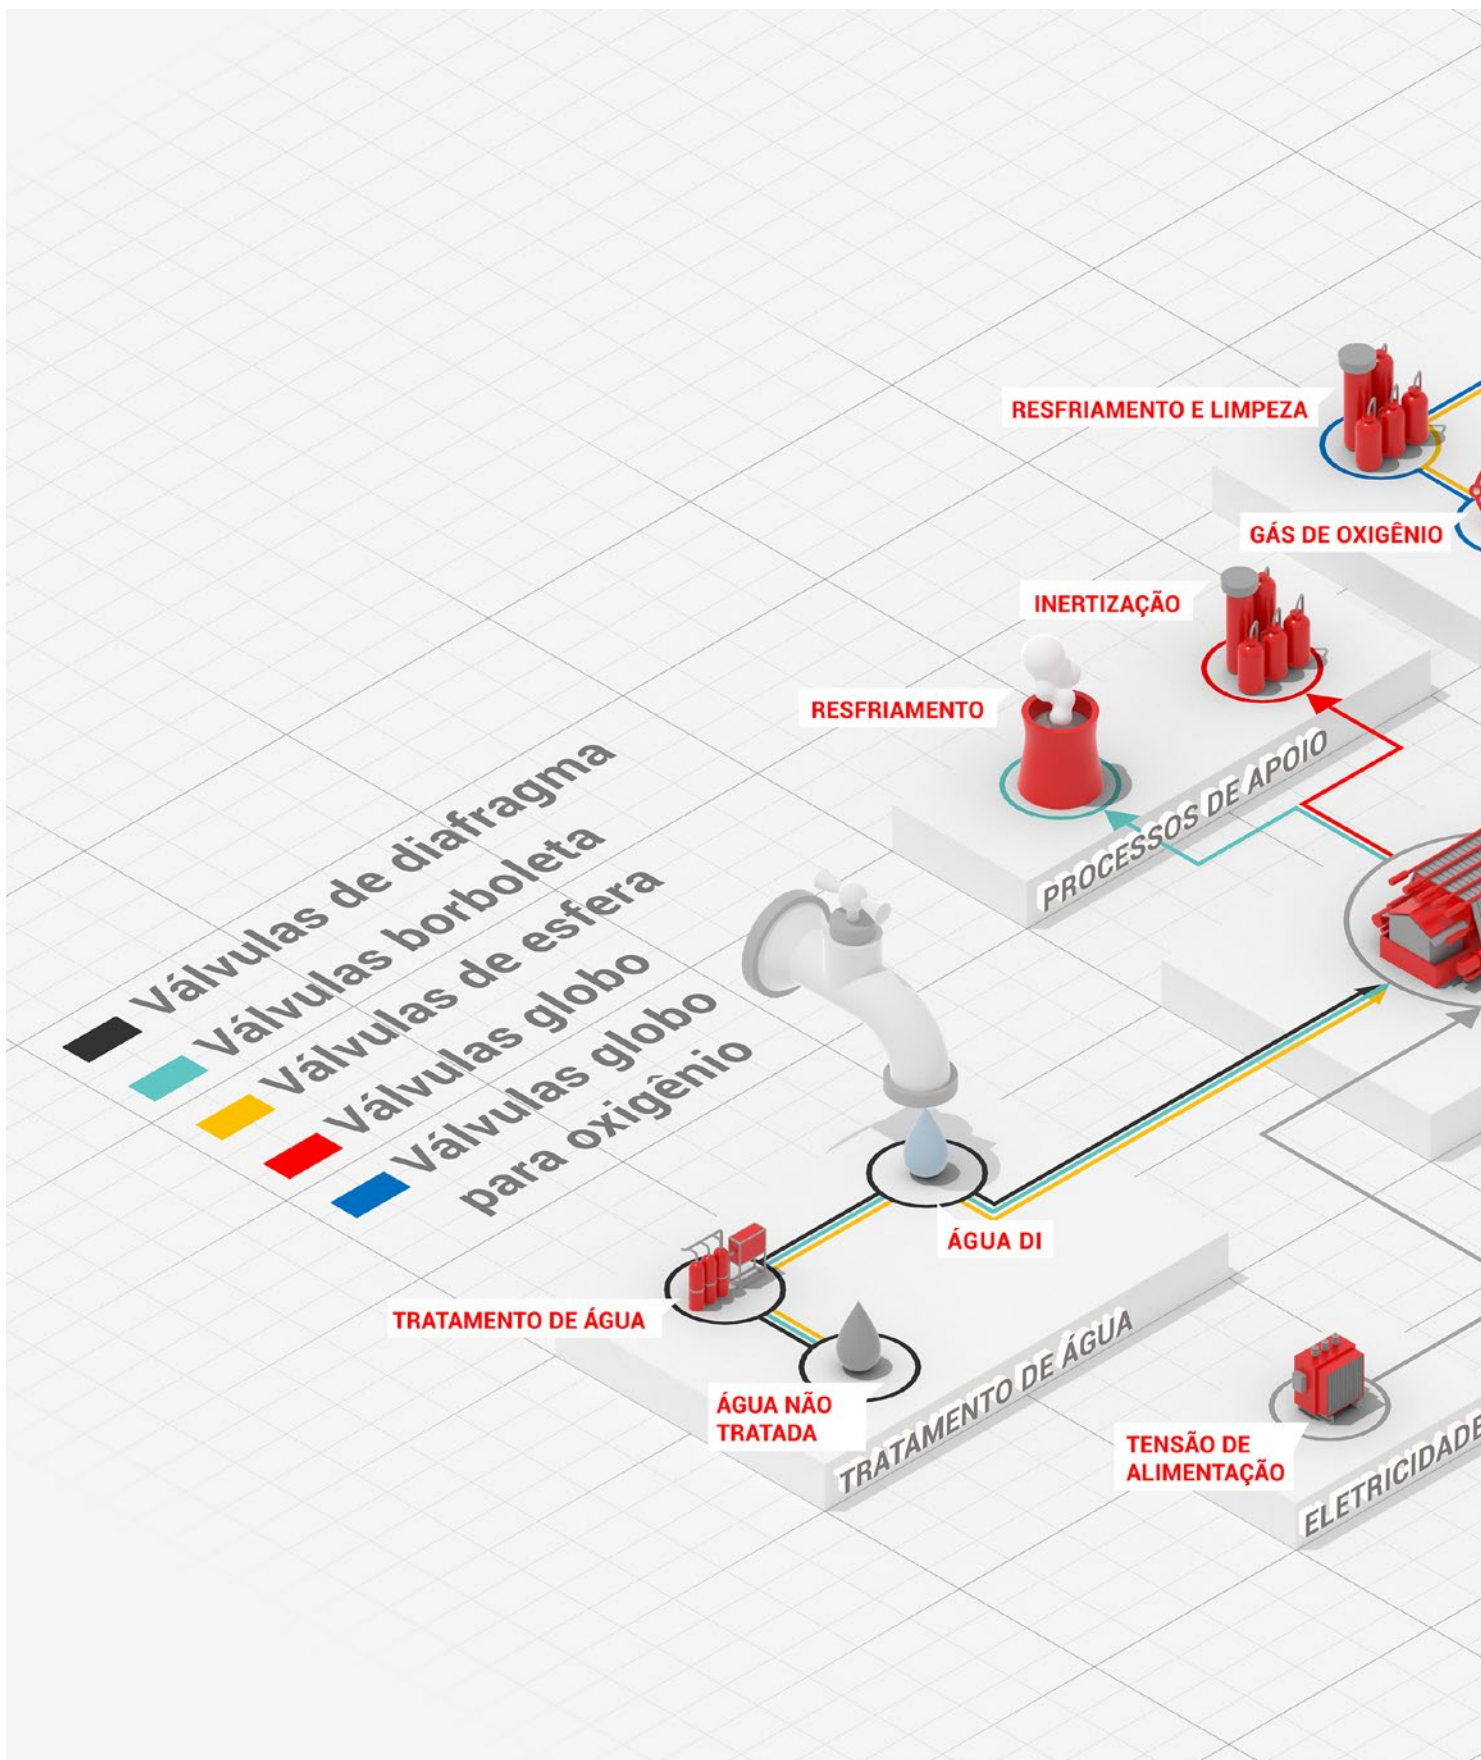 RESFRIAMENTO E LIMPEZA
GÁS DE OXIGÊNIO
INERTIZAÇÃO
RESFRIAMENTO
PROCESSOS DE APOIO
Válvulas de diafragma
Válvulas borboleta
Válvulas de esfera
Válvulas globo
Válvulas globo
para oxigênio
ÁGUA DI
TRATAMENTO DE ÁGUA
ÁGUA NÃO
TRATADA
TRATAMENTO DE ÁGUA
TENSÃO DE
ALIMENTAÇÃO
ELETRICIDADE